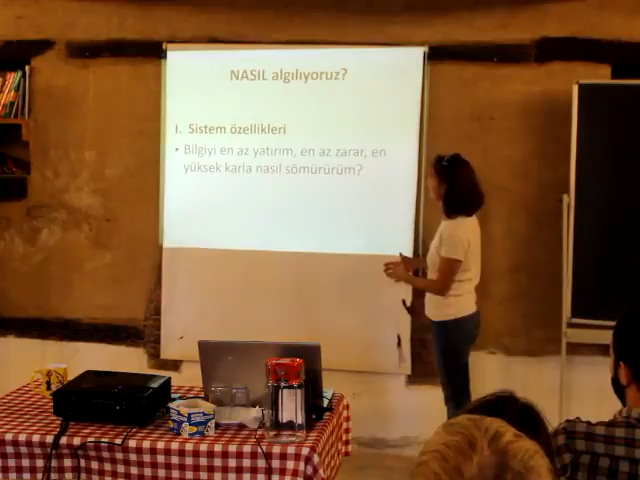 NASIL algılıyoruz?
I. Sistem özellikleri
• Bilgiyi en az yatırım, en az zarar, en
yüksek karla nasıl sömürürüm?